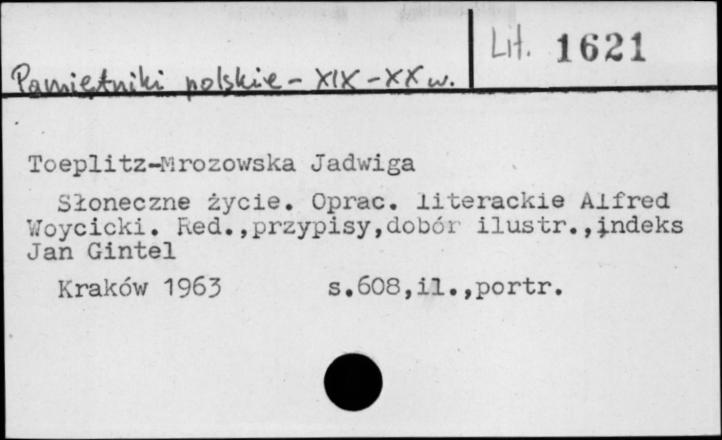 Lit. 1621
Pamiętniki polskie - XIX - XX w.
Toeplitz-Mrozowska Jadwiga
Słoneczne życie. Oprac. literackie Alfred
Woycicki. Red.,przypisy,dobór ilustr.,indeks
Jan Gintel
Kraków 1963 s.608,il.,portr.